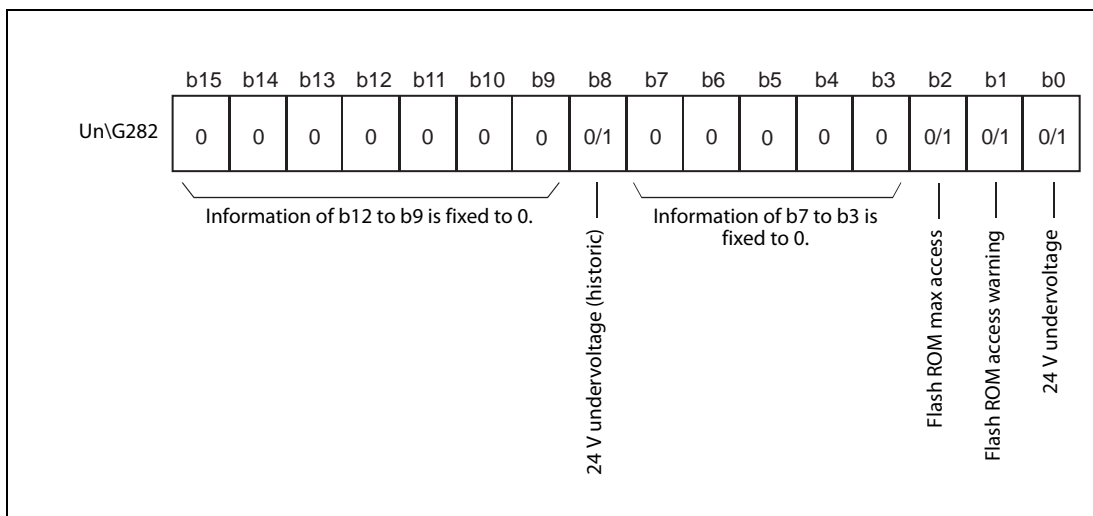 b15 b14 b13 b12 b11 b10 b9 b8 b7 b6 b5 b4 b3 b2 b1 b0
Un\G282 0 0 0 0 0 0 0 0/1 0 0 0 0 0 0/1 0/1 0/1
Information of b12 to b9 is fixed to 0.
24 V undervoltage (historic)
Information of b7 to b3 is
fixed to 0.
Flash ROM max access
Flash ROM access warning
24 V undervoltage